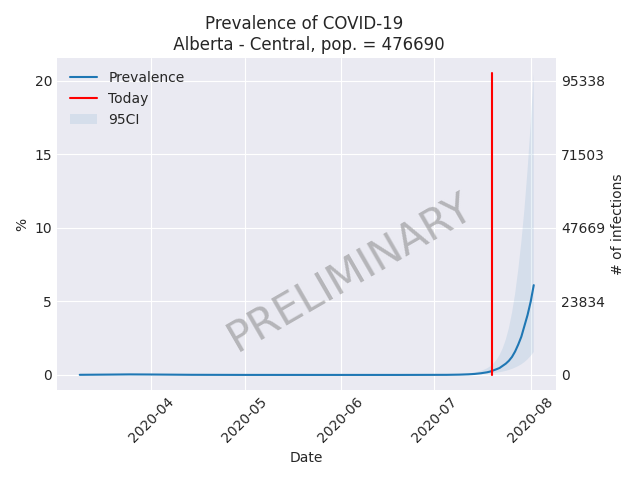 Prevalence of COVID-19
Alberta - Central, pop. = 476690
Prevalence
Today
95CI
20
15
10
5
0
%
95338
71503
47669
23834
0
# of infections
PRELIMINARY
2020-04
2020-05
2020-06
2020-07
2020-08
Date